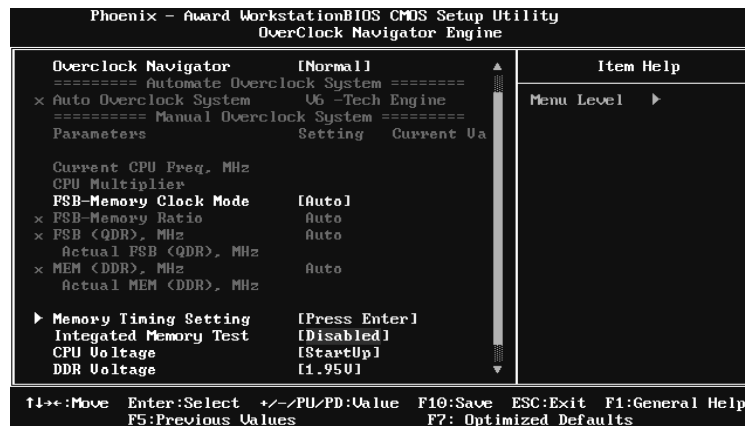 Phoenix - Award WorkstationBIOS CMOS Setup Utility
OverClock Navigator Engine
Overclock Navigator [Normal] ▲ Item Help
========= Automate Overclock System ========
x Auto Overclock System V6 -Tech Engine Menu Level ▶
========== Manual Overclock System =========
Parameters Setting Current Va
Current CPU Freq, MHz
CPU Multiplier
FSB-Memory Clock Mode [Auto]
x FSB-Memory Ratio Auto
x FSB (QDR), MHz Auto
Actual FSB (QDR), MHz
x MEM (DDR), MHz Auto
Actual MEM (DDR), MHz
▶ Memory Timing Setting [Press Enter]
Integated Memory Test [Disabled]
CPU Voltage [StartUp]
DDR Voltage [1.95V] ▼
↑↓→←:Move Enter:Select +/-/PU/PD:Value F10:Save ESC:Exit F1:General Help
F5:Previous Values F7: Optimized Defaults